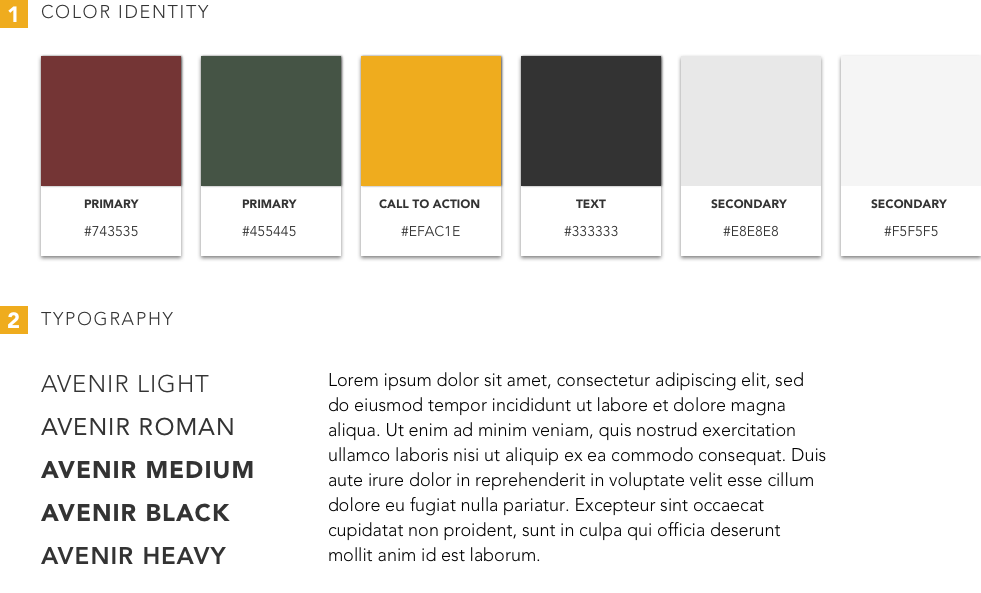 1 COLOR IDENTITY
PRIMARY PRIMARY CALL TO ACTION TEXT SECONDARY SECONDARY
#743535 #455445 #EFAC1E #333333 #E8E8E8 #F5F5F5
2 TYPOGRAPHY
AVENIR LIGHT
AVENIR ROMAN
AVENIR MEDIUM
AVENIR BLACK
AVENIR HEAVY
Lorem ipsum dolor sit amet, consectetur adipiscing elit, sed
do eiusmod tempor incididunt ut labore et dolore magna
aliqua. Ut enim ad minim veniam, quis nostrud exercitation
ullamco laboris nisi ut aliquip ex ea commodo consequat. Duis
aute irure dolor in reprehenderit in voluptate velit esse cillum
dolore eu fugiat nulla pariatur. Excepteur sint occaecat
cupidatat non proident, sunt in culpa qui officia deserunt
mollit anim id est laborum.